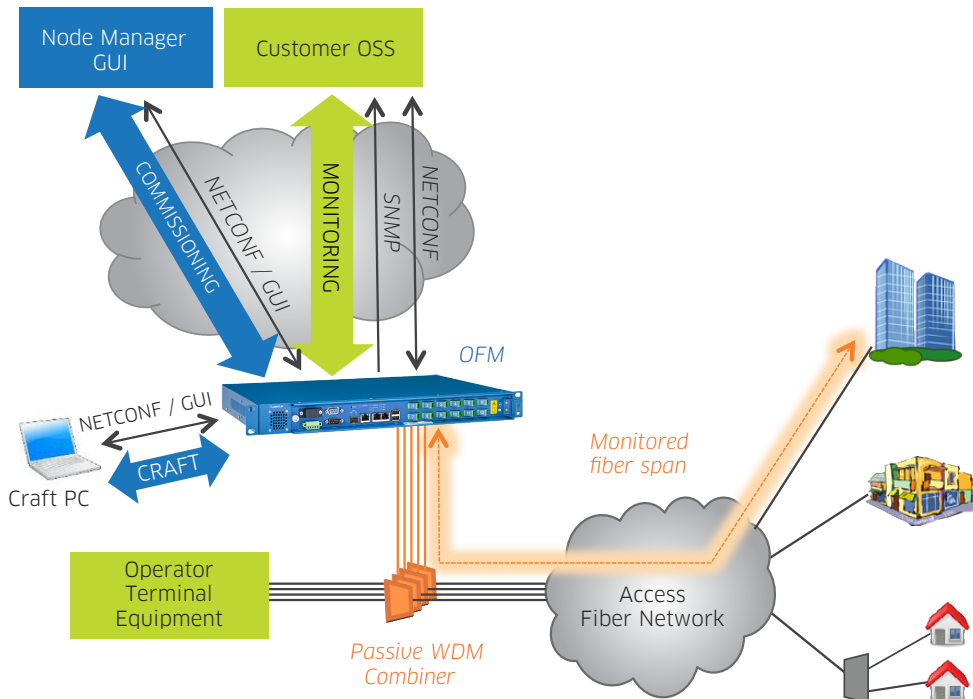 Node Manager
GUI
Customer OSS
COMMISSIONING
NETCONF / GUI
MONITORING
SNMP
NETCONF
OFM
NETCONF / GUI
CRAFT
Craft PC
Monitored
fiber span
Operator
Terminal
Equipment
Access
Fiber Network
Passive WDM
Combiner